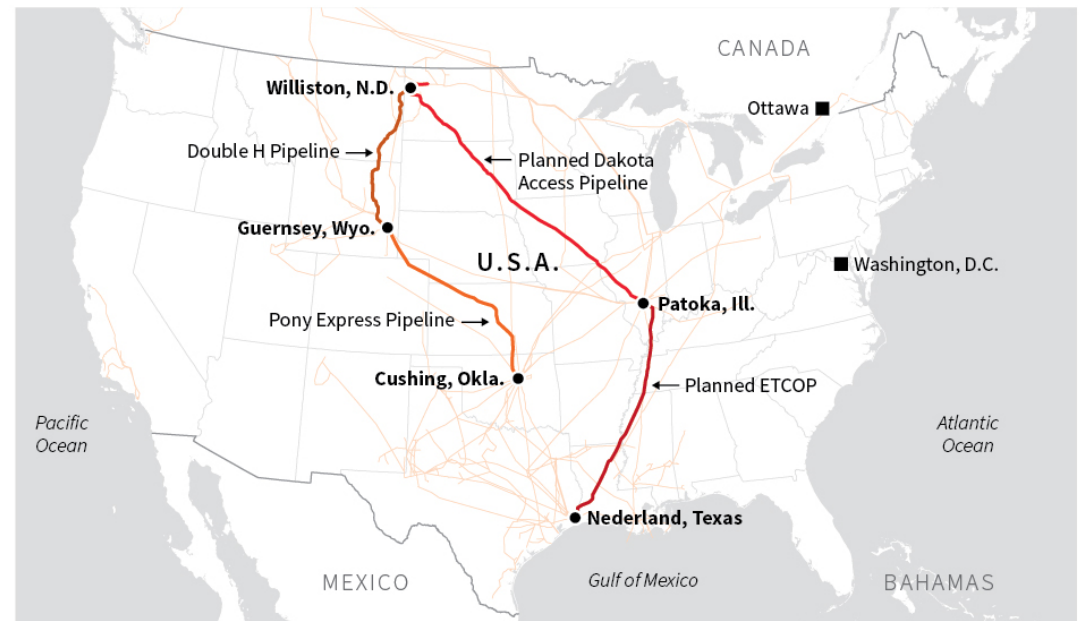 CANADA
Williston, N.D.
Ottawa
Double H Pipeline
Planned Dakota
Access Pipeline
Guernsey, Wyo.
U.S.A.
Washington, D.C.
Patoka, Ill.
Pony Express Pipeline
Cushing, Okla.
Planned ETCOP
Pacific
Ocean
Atlantic
Ocean
Nederland, Texas
MEXICO
Gulf of Mexico
BAHAMAS